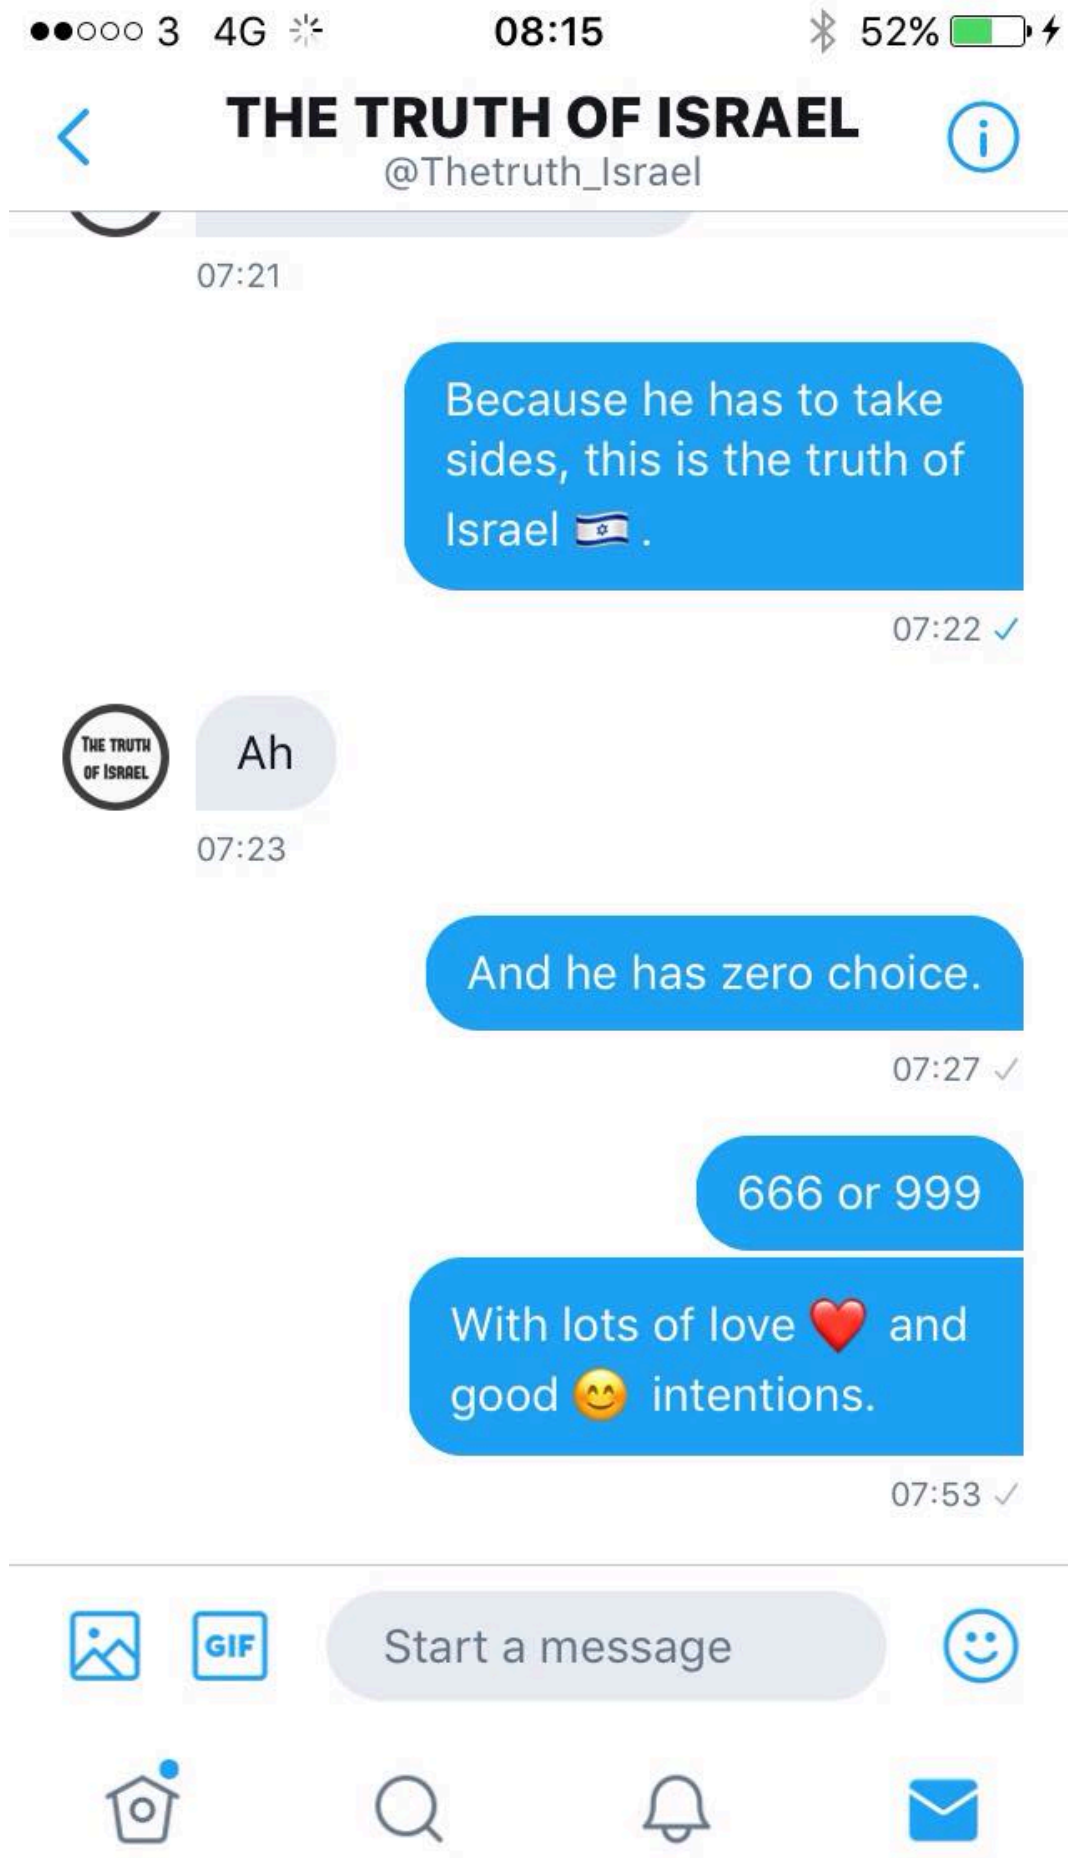 3 4G 08:15 52%
THE TRUTH OF ISRAEL
@Thetruth_Israel
07:21
Because he has to take
sides, this is the truth of
Israel 🇮🇱 .
07:22 ✓
THE TRUTH
OF ISRAEL
Ah
07:23
And he has zero choice.
07:27 ✓
666 or 999
With lots of love ❤️ and
good 😊 intentions.
07:53 ✓
GIF
Start a message